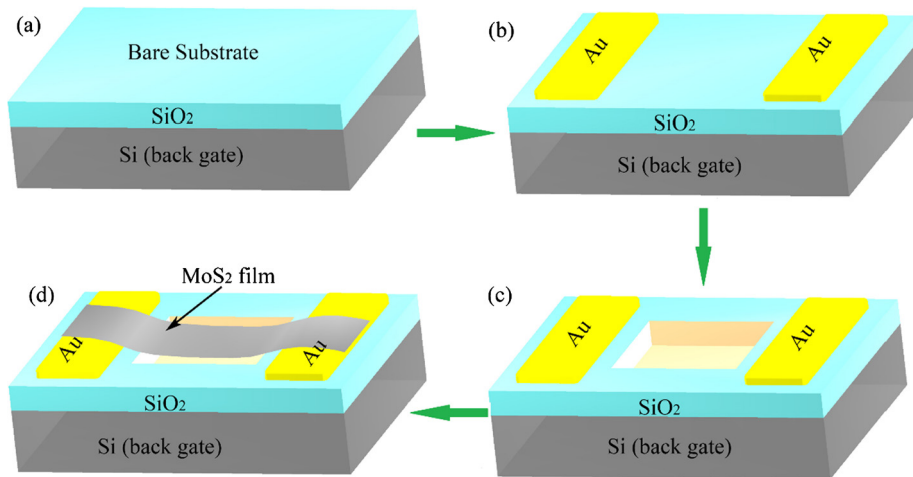 (a)
Bare Substrate
SiO₂
Si (back gate)
(b)
Au
Au
SiO₂
Si (back gate)
(d)
MoS₂ film
Au
Au
SiO₂
Si (back gate)
(c)
Au
Au
SiO₂
Si (back gate)